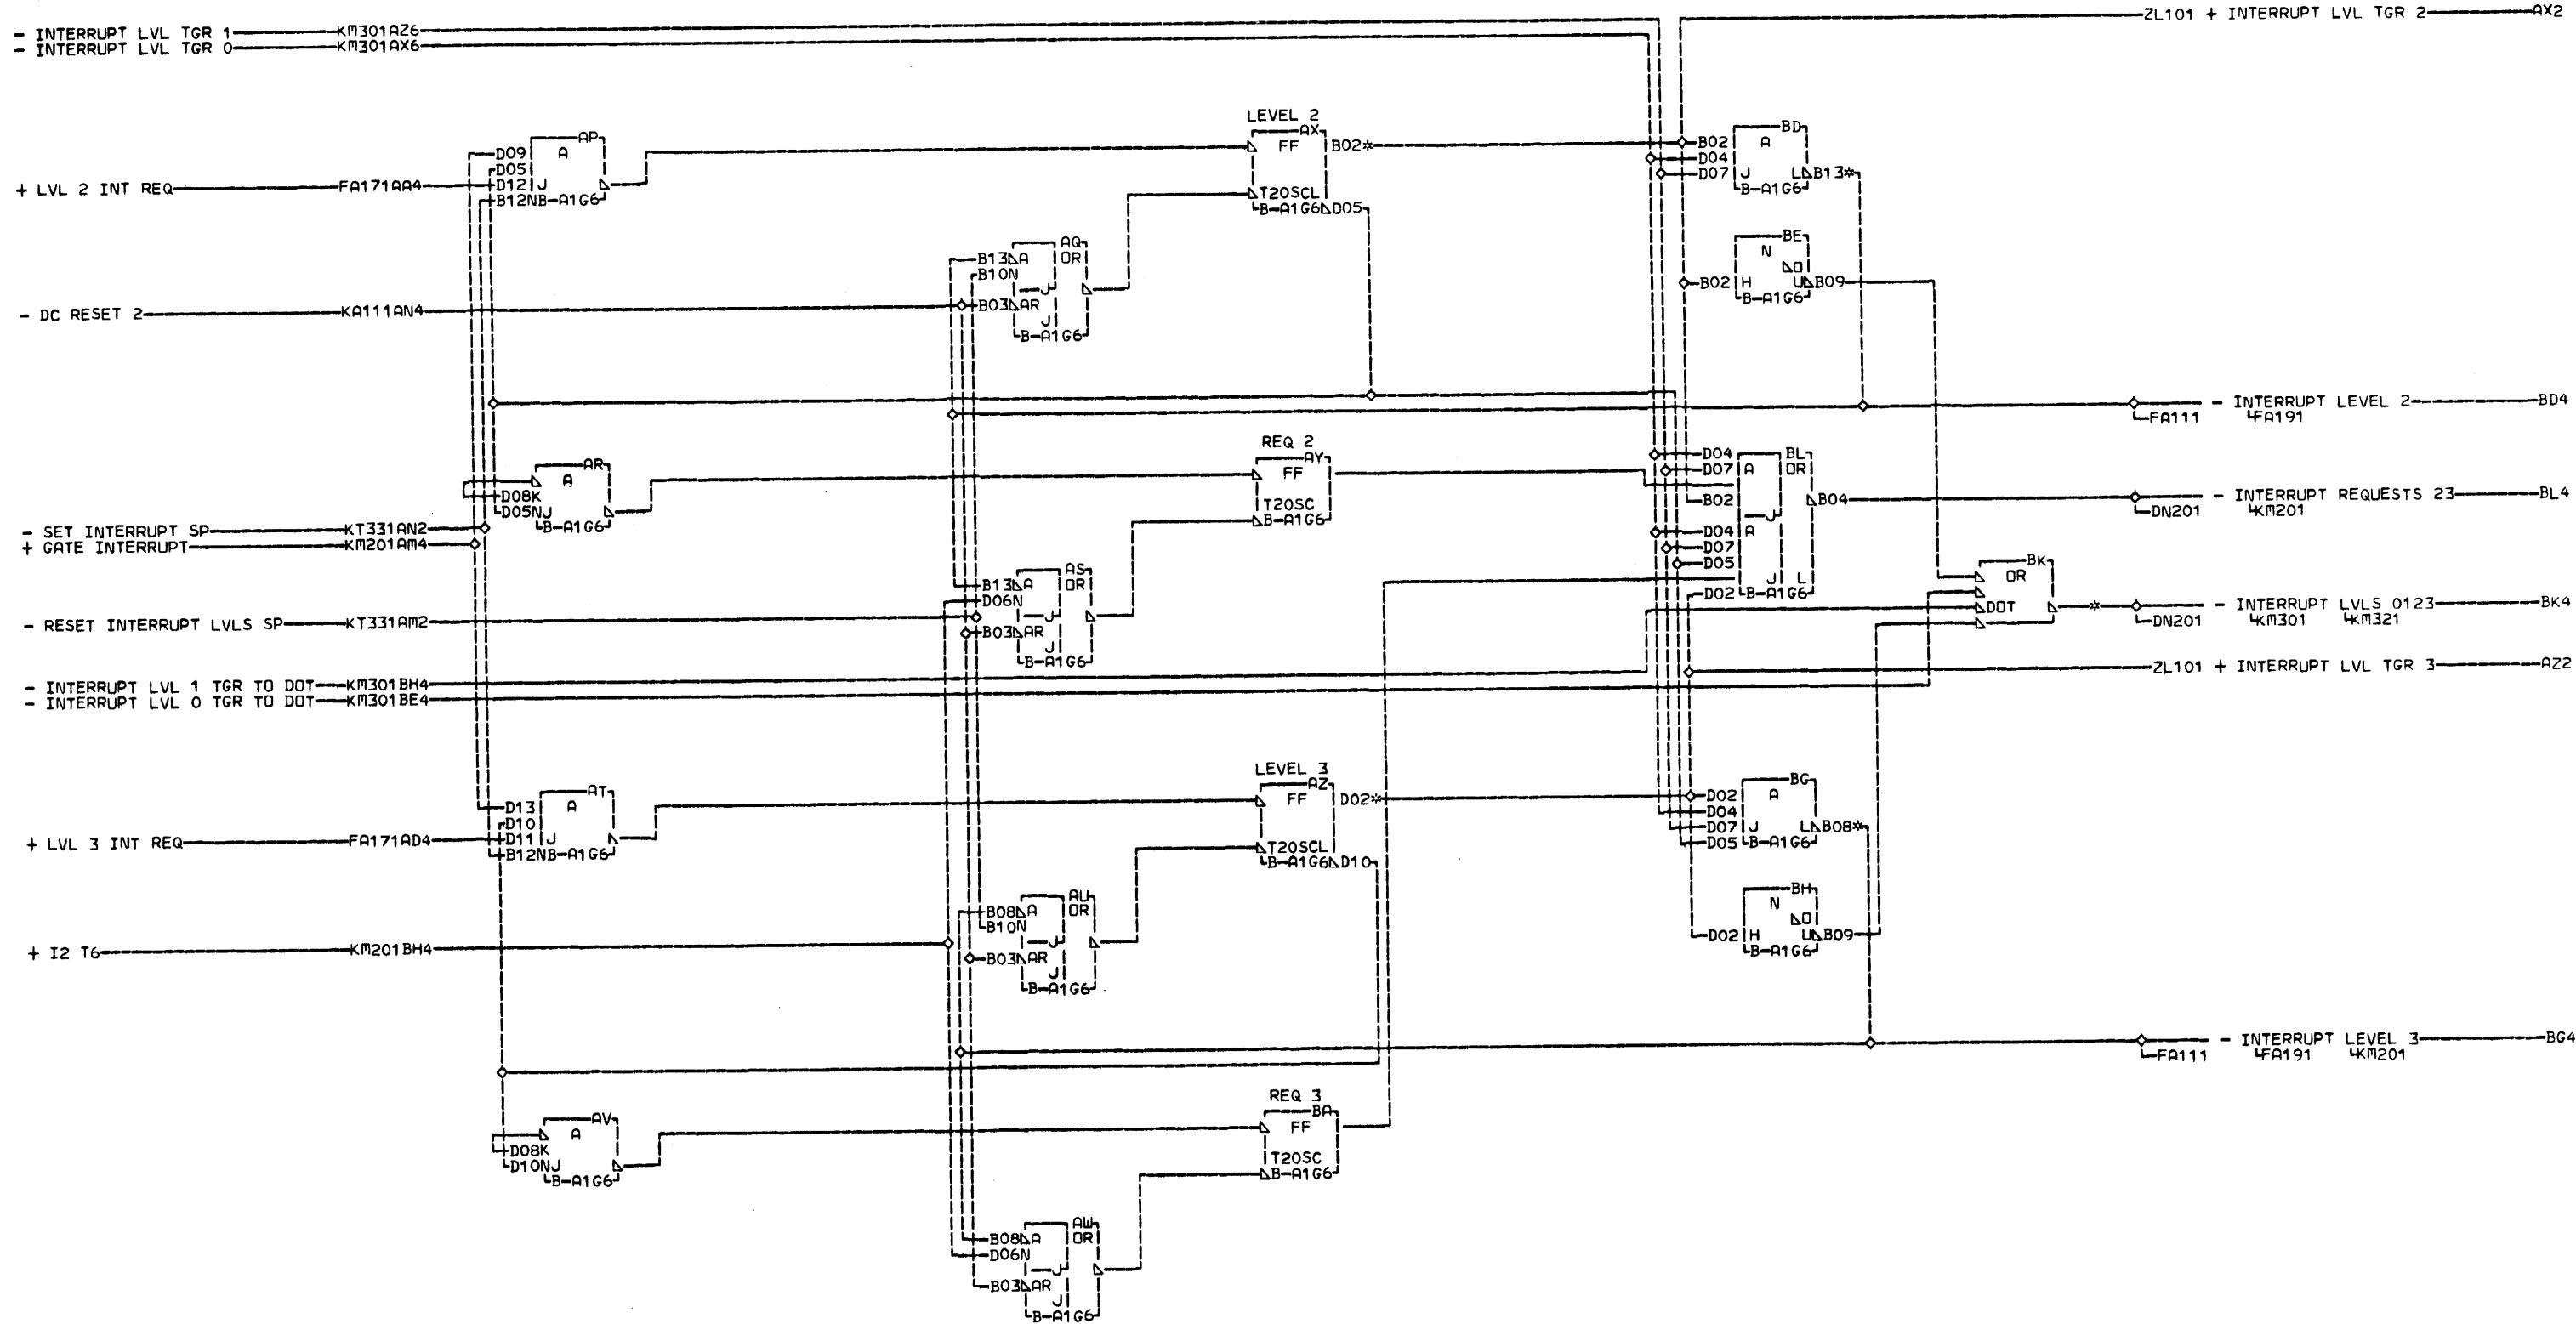 - INTERRUPT LVL TGR 1 KM301AZ6
- INTERRUPT LVL TGR 0 KM301AX6
ZL101 + INTERRUPT LVL TGR 2 AX2
LEVEL 2
AP
A
D09
D05
+ LVL 2 INT REQ FA171AA4 D12 J
B12NB-A1G6
AX
FF
B02*
T20SCL
B-A1G6 D05
BD
B02 A
D04
D07 J L B13*
B-A1G6
AQ
B13 A OR
B10N
J
- DC RESET 2 KA111AN4 B03 AR
J
B-A1G6
BE
N
O
B02 H U B09
B-A1G6
- INTERRUPT LEVEL 2 BD4
FA111 FA191
REQ 2
AR
A
D08K
D05NJ
B-A1G6
AY
FF
T20SC
B-A1G6
D04 BL
D07 A OR
B02 B04
J
D04 A
D07
D05
J L
D02 B-A1G6
- INTERRUPT REQUESTS 23 BL4
DN201 KM201
- SET INTERRUPT SP KT331AN2
+ GATE INTERRUPT KM201AM4
AS
B13 A OR
D06N
J
- RESET INTERRUPT LVLS SP KT331AM2 B03 AR
J
B-A1G6
BK
OR
DOT
*
- INTERRUPT LVLS 0123 BK4
DN201 KM301 KM321
ZL101 + INTERRUPT LVL TGR 3 AZ2
- INTERRUPT LVL 1 TGR TO DOT KM301BH4
- INTERRUPT LVL 0 TGR TO DOT KM301BE4
LEVEL 3
AT
D13 A
D10
+ LVL 3 INT REQ FA171AD4 D11 J
B12NB-A1G6
AZ
FF D02*
T20SCL
B-A1G6 D10
BG
D02 A
D04
D07 J L B08*
D05 B-A1G6
AU
B08 A OR
B10N
J
B03 AR
J
B-A1G6
BH
N
O
D02 H U B09
B-A1G6
+ I2 T6 KM201BH4
- INTERRUPT LEVEL 3 BG4
FA111 FA191 KM201
REQ 3
AV
A
D08K
D10NJ
B-A1G6
BA
FF
T20SC
B-A1G6
AW
B08 A OR
D06N
J
B03 AR
J
B-A1G6